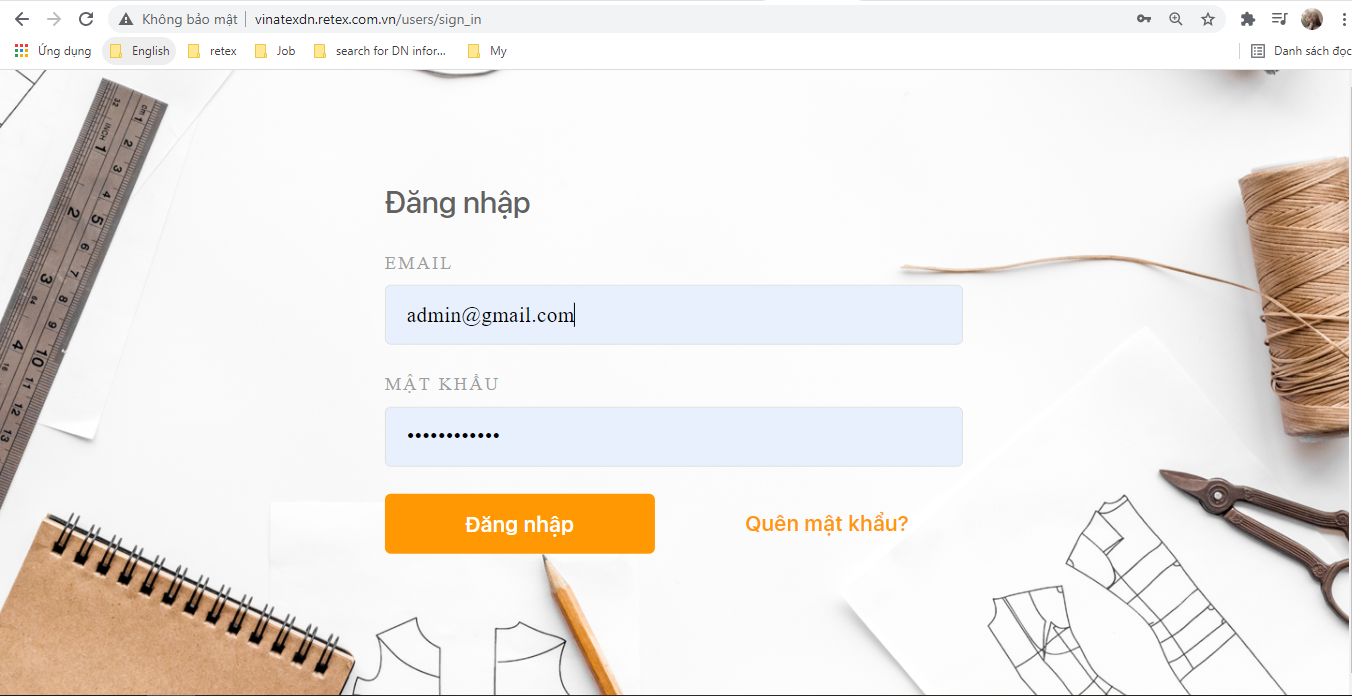 Không bảo mật vinatexdn.retex.com.vn/users/sign_in
Ứng dụng English retex Job search for DN infor... My Danh sách đọc
Đăng nhập
EMAIL
admin@gmail.com
MẬT KHẨU
••••••••••••
Đăng nhập Quên mật khẩu?